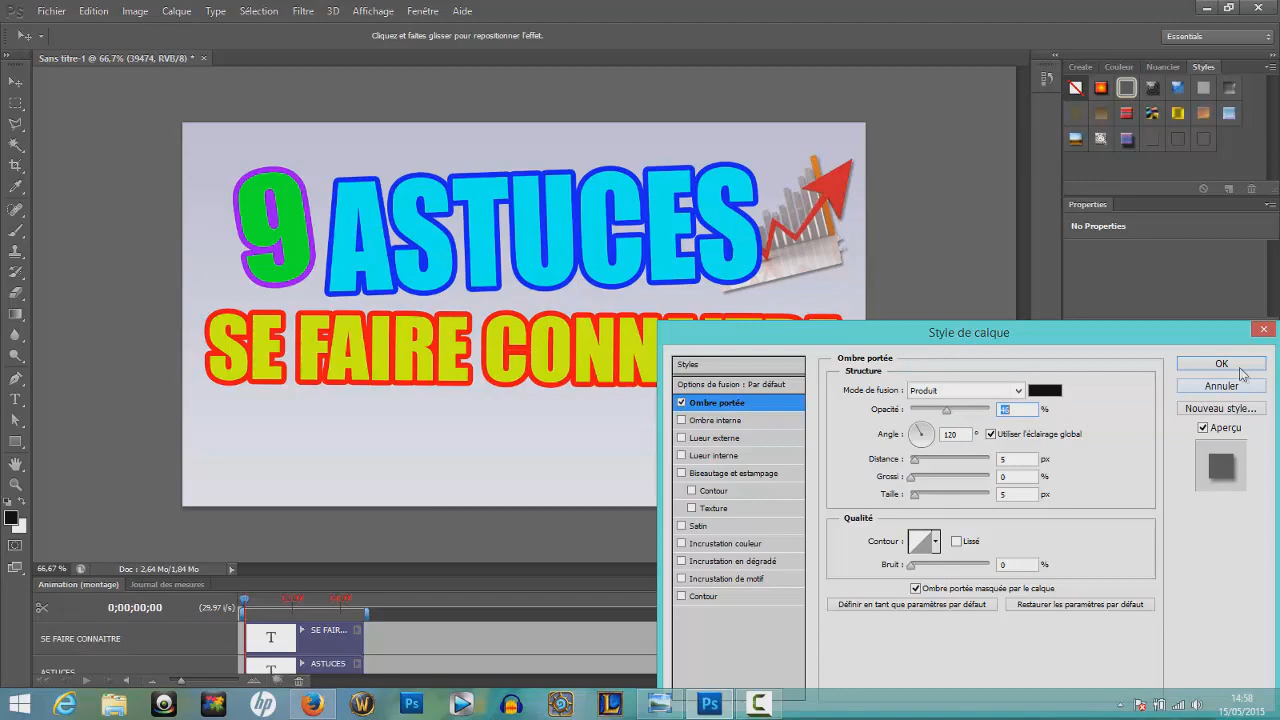 Ps Fichier Edition Image Calque Type Sélection Filtre 3D Affichage Fenêtre Aide
Cliquez et faites glisser pour repositionner l'effet.
Essentials
Sans titre-1 @ 66,7% (39474, RVB/8) * ×
Create Couleur Nuancier Styles
Properties
No Properties
9 ASTUCES
SE FAIRE
Style de calque
Styles
Options de fusion : Par défaut
Ombre portée
Ombre interne
Lueur externe
Lueur interne
Biseautage et estampage
Contour
Texture
Satin
Incrustation couleur
Incrustation en dégradé
Incrustation de motif
Contour
Ombre portée
Structure
Mode de fusion : Produit
Opacité : %
Angle : 120 ° Utiliser l'éclairage global
Distance : 5 px
Grossi : 0 %
Taille : 5 px
Qualité
Contour : Lissé
Bruit : 0 %
Ombre portée masquée par le calque
Définir en tant que paramètres par défaut Restaurer les paramètres par défaut
OK
Annuler
Nouveau style...
Aperçu
66,67 % Doc : 2,64 Mo/1,84 Mo
Animation (montage) Journal des mesures
0;00;00;00 (29,97 i/s)
SE FAIRE CONNAITRE T SE FAIR...
ASTUCES T ASTUCES
14:58
15/05/2015